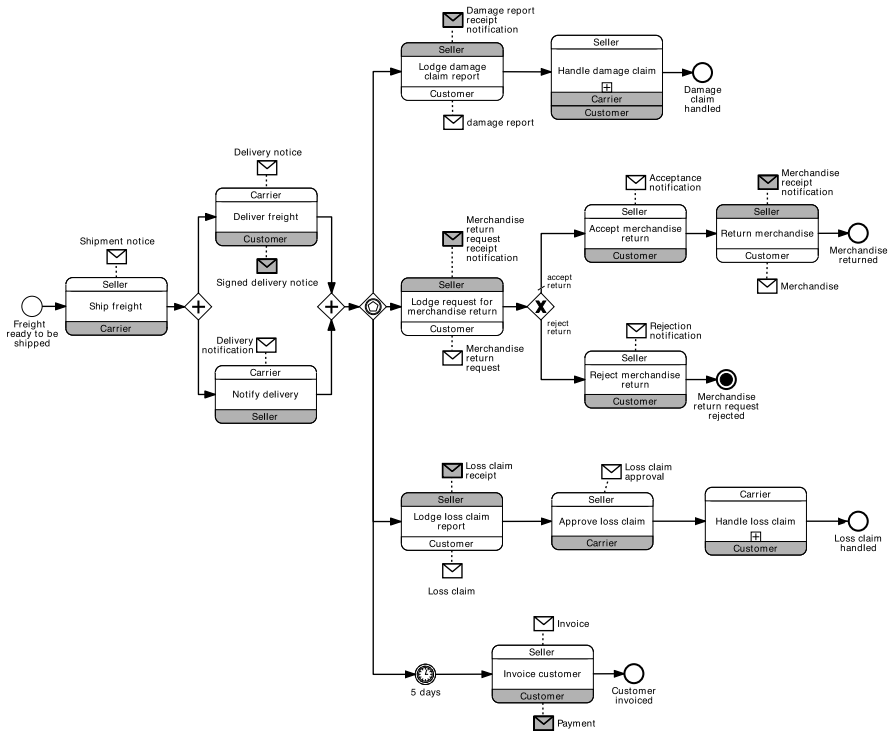 Damage report
receipt
notification
Seller
Lodge damage
claim report
Customer
damage report
Seller
Handle damage claim
Carrier
Customer
Damage
claim
handled
Delivery notice
Carrier
Deliver freight
Customer
Signed delivery notice
Shipment notice
Seller
Ship freight
Carrier
Freight
ready to be
shipped
Delivery
notification
Carrier
Notify delivery
Seller
Merchandise
return
request
receipt
notification
Seller
Lodge request for
merchandise return
Customer
Merchandise
return
request
accept
return
X
reject
return
Acceptance
notification
Seller
Accept merchandise
return
Customer
Merchandise
receipt
notification
Seller
Return merchandise
Customer
Merchandise
Merchandise
returned
Rejection
notification
Seller
Reject merchandise
return
Customer
Merchandise
return request
rejected
Loss claim
receipt
Seller
Lodge loss claim
report
Customer
Loss claim
Loss claim
approval
Seller
Approve loss claim
Carrier
Carrier
Handle loss claim
Customer
Loss claim
handled
5 days
Invoice
Seller
Invoice customer
Customer
Payment
Customer
invoiced